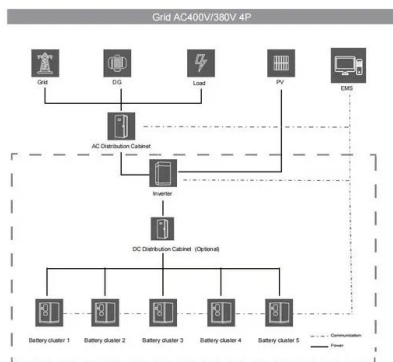 Grid AC400V/380V 4P
Grid
DG
Load
PV
EMS
AC Distribution Cabinet
Inverter
DC Distribution Cabinet (Optional)
Battery cluster 1
Battery cluster 2
Battery cluster 3
Battery cluster 4
Battery cluster 5
Communication
Power